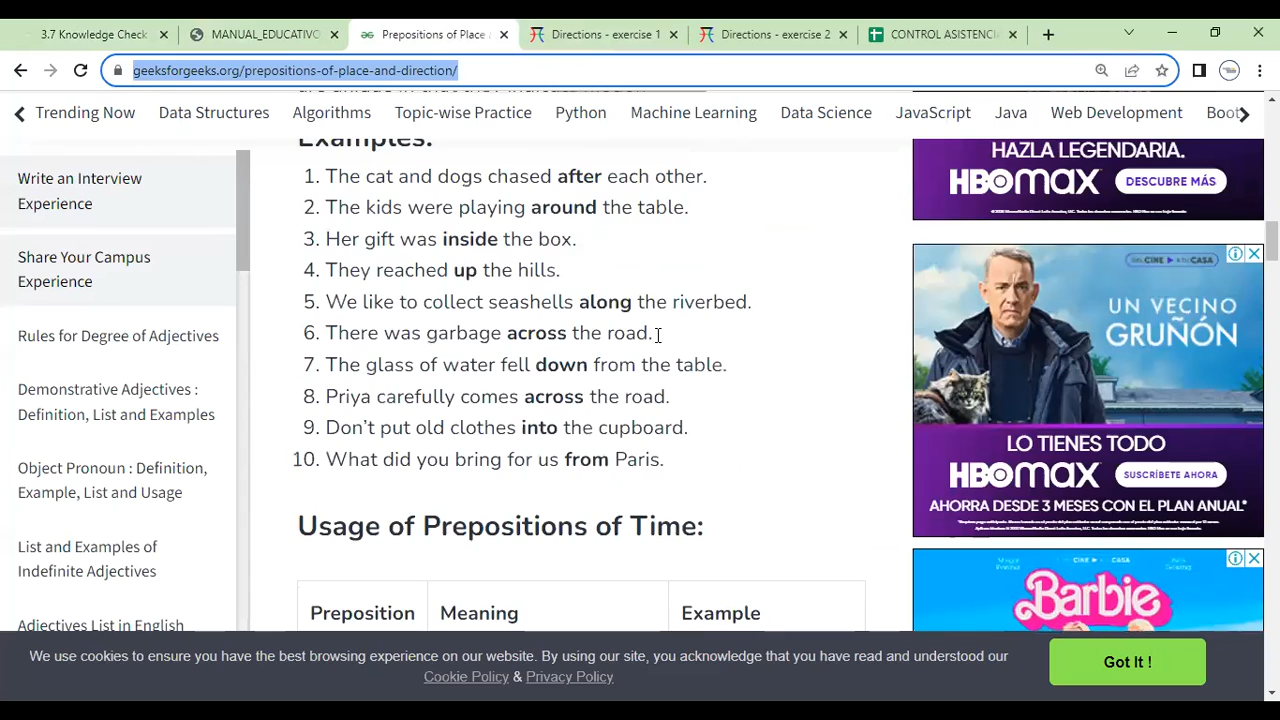 3.7 Knowledge Check
MANUAL_EDUCATIVO
Prepositions of Place
Directions - exercise 1
Directions - exercise 2
CONTROL ASISTENCIA
geeksforgeeks.org/prepositions-of-place-and-direction/
Trending Now Data Structures Algorithms Topic-wise Practice Python Machine Learning Data Science JavaScript Java Web Development Boot
Write an Interview
Experience
Share Your Campus
Experience
Rules for Degree of Adjectives
Demonstrative Adjectives :
Definition, List and Examples
Object Pronoun : Definition,
Example, List and Usage
List and Examples of
Indefinite Adjectives
Adjectives List in English
Examples:
1. The cat and dogs chased after each other.
2. The kids were playing around the table.
3. Her gift was inside the box.
4. They reached up the hills.
5. We like to collect seashells along the riverbed.
6. There was garbage across the road.
7. The glass of water fell down from the table.
8. Priya carefully comes across the road.
9. Don't put old clothes into the cupboard.
10. What did you bring for us from Paris.
Usage of Prepositions of Time:
Preposition Meaning Example
HAZLA LEGENDARIA.
HBOMAX DESCUBRE MÁS
CINE EN CASA
UN VECINO
GRUÑÓN
LO TIENES TODO
HBOMAX SUSCRÍBETE AHORA
AHORA DESDE 3 MESES CON EL PLAN ANUAL*
CINE EN CASA
Barbie
We use cookies to ensure you have the best browsing experience on our website. By using our site, you acknowledge that you have read and understood our
Cookie Policy & Privacy Policy
Got It !